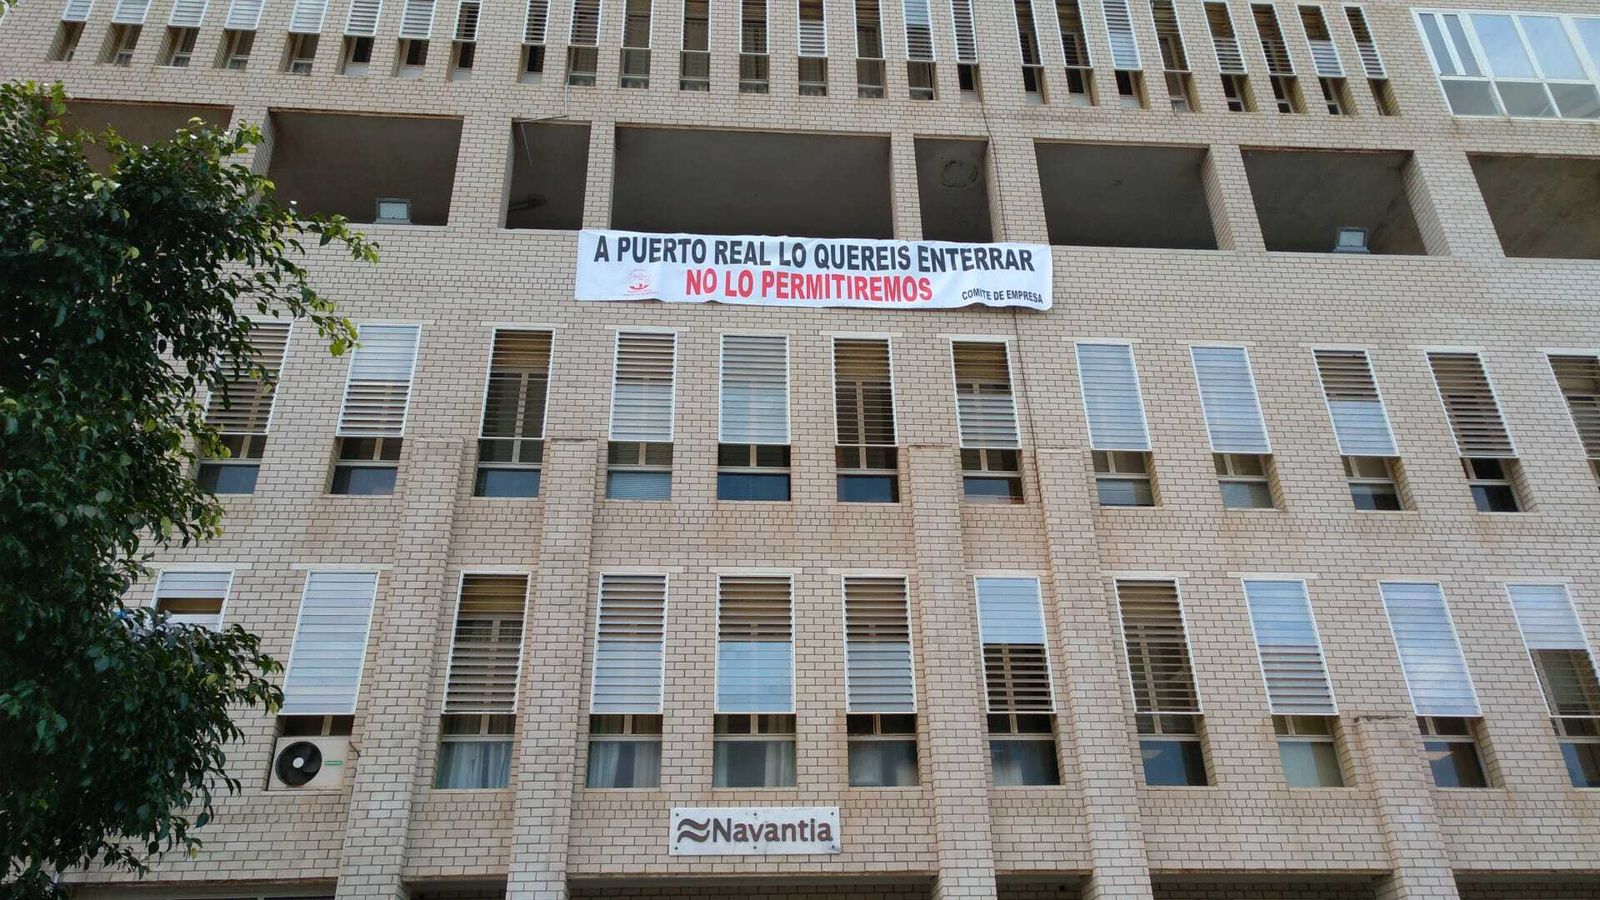 A PUERTO REAL LO QUEREIS ENTERRAR
NO LO PERMITIREMOS
COMITE DE EMPRESA
Navantia